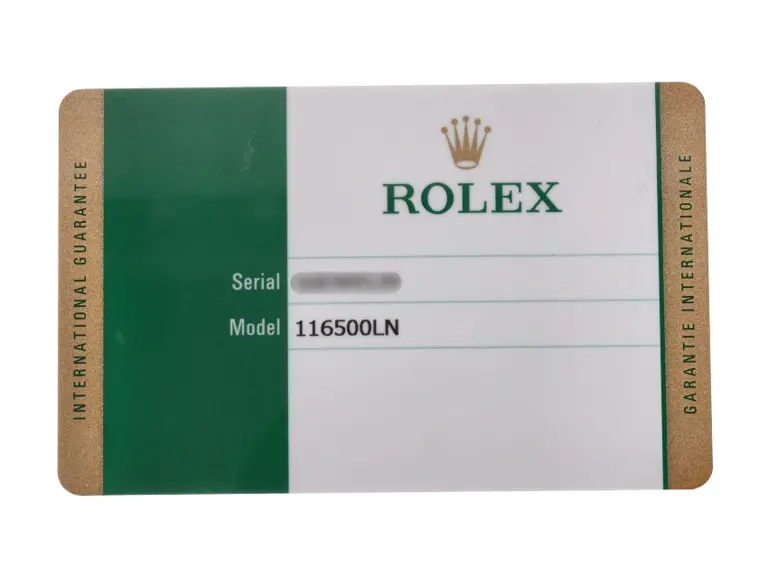 INTERNATIONAL GUARANTEE
ROLEX
Serial
Model 116500LN
GARANTIE INTERNATIONALE